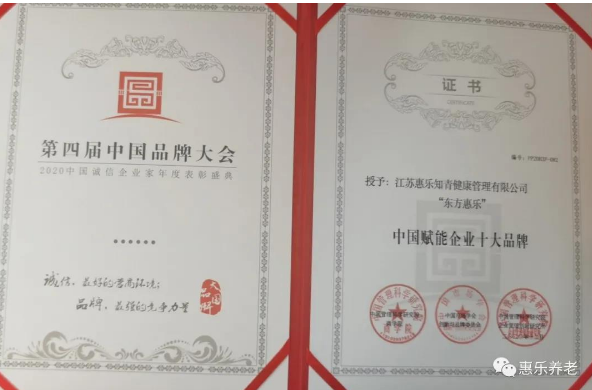 第四届中国品牌大会
2020中国诚信企业家年度表彰盛典
诚信，最好的营商环境；
品牌，最强的竞争力量
证书
CERTIFICATE
授予：江苏惠乐知青健康管理有限公司
“东方惠乐”
中国赋能企业十大品牌
惠乐养老